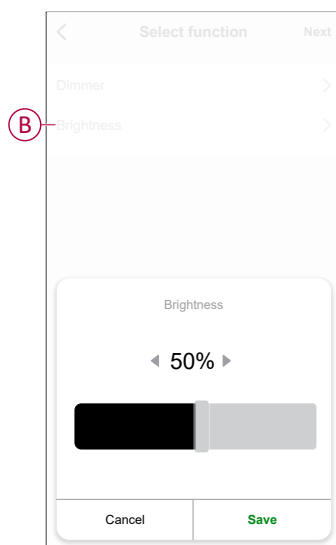 Select function Next
Dimmer
B Brightness
Brightness
50%
Cancel Save